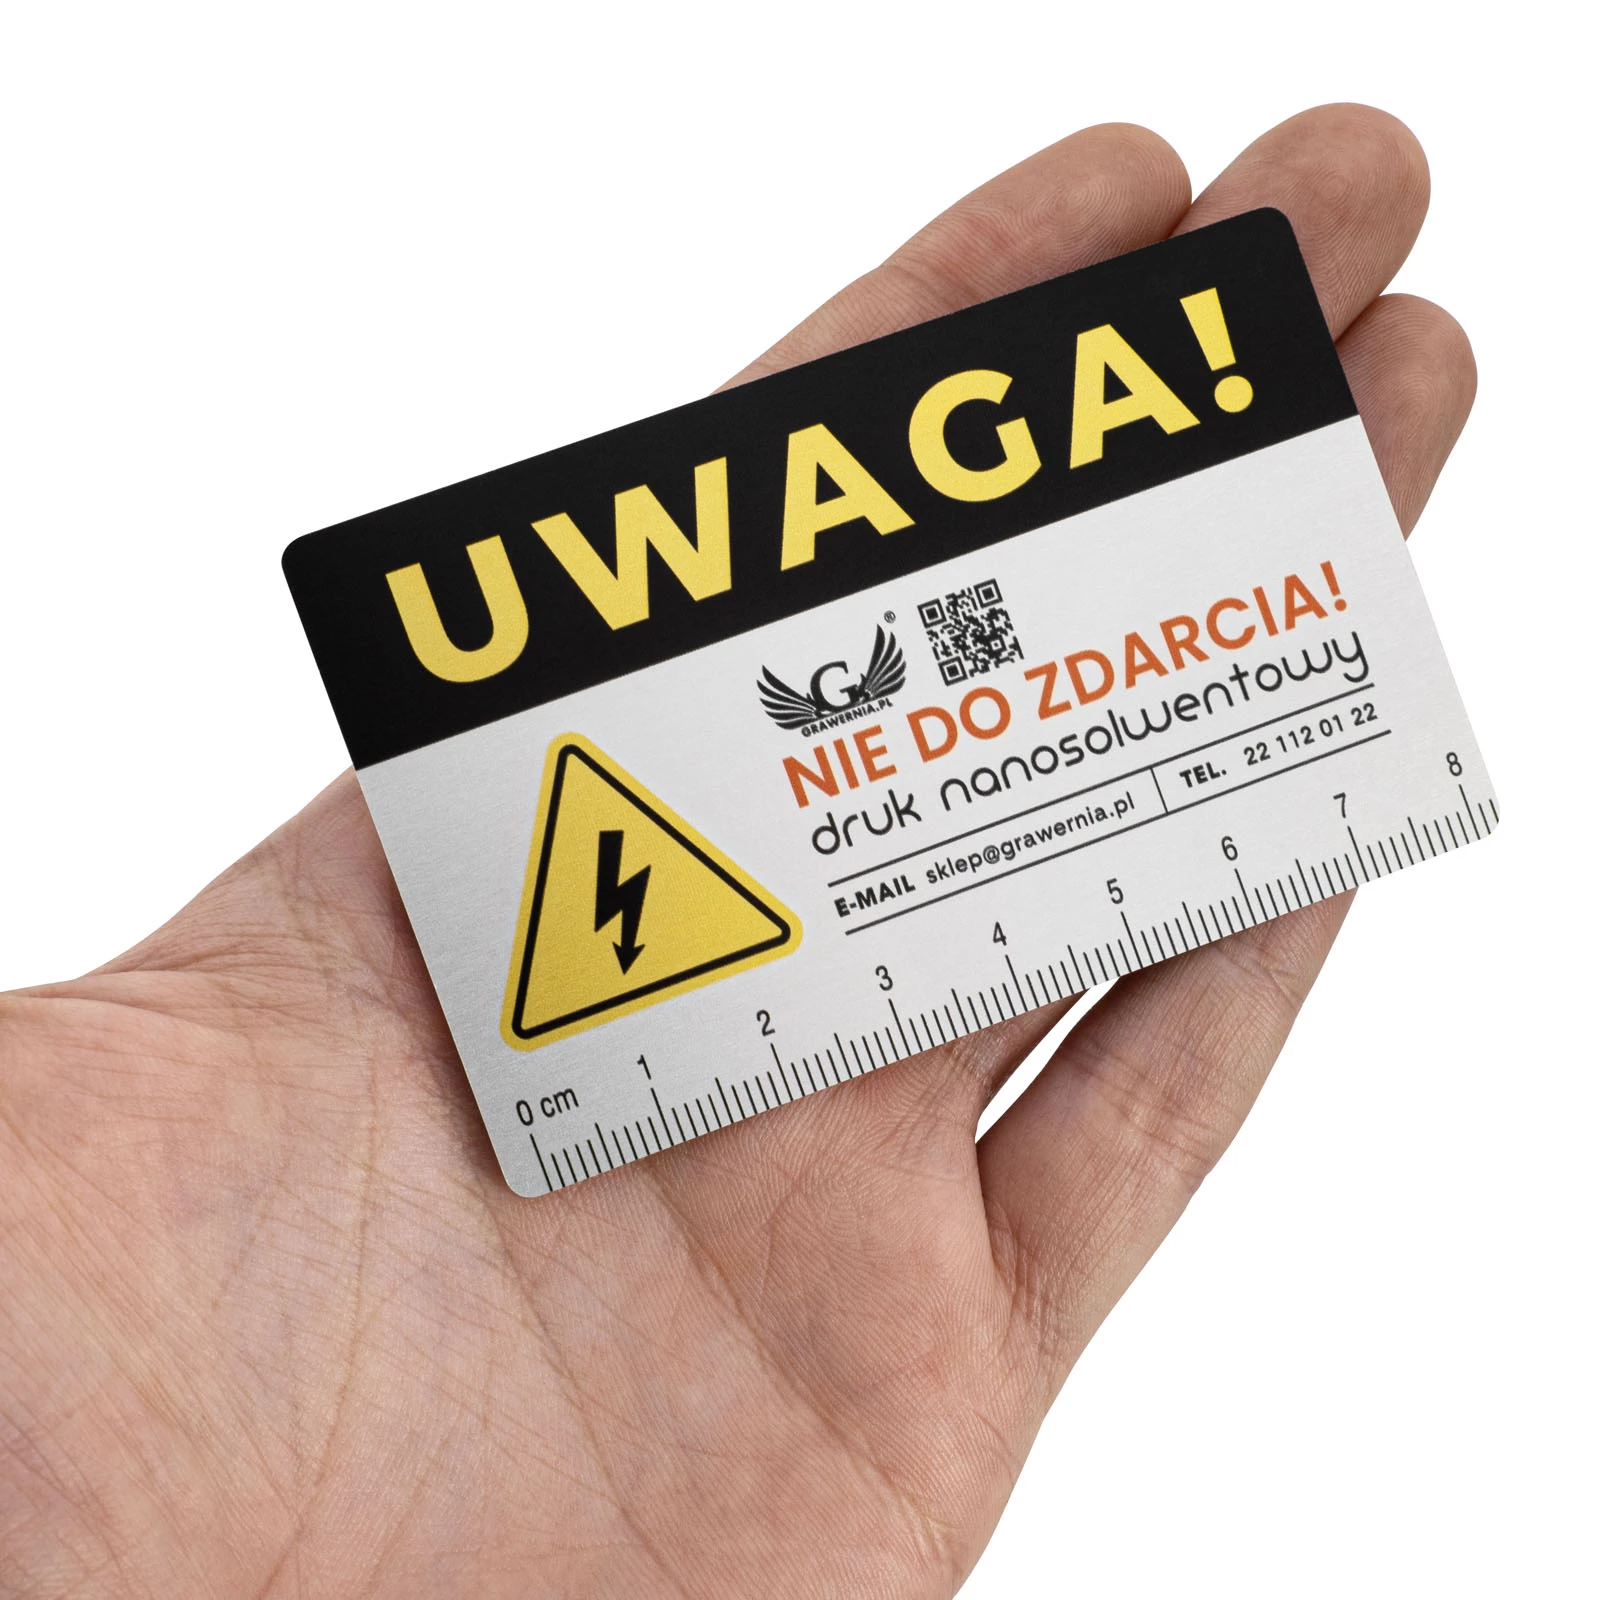 UWAGA!
G®
GRAWERNIA.PL
NIE DO ZDARCIA!
druk nanosolwentowy
E-MAIL sklep@grawernia.pl TEL. 22 112 01 22
0 cm 1 2 3 4 5 6 7 8